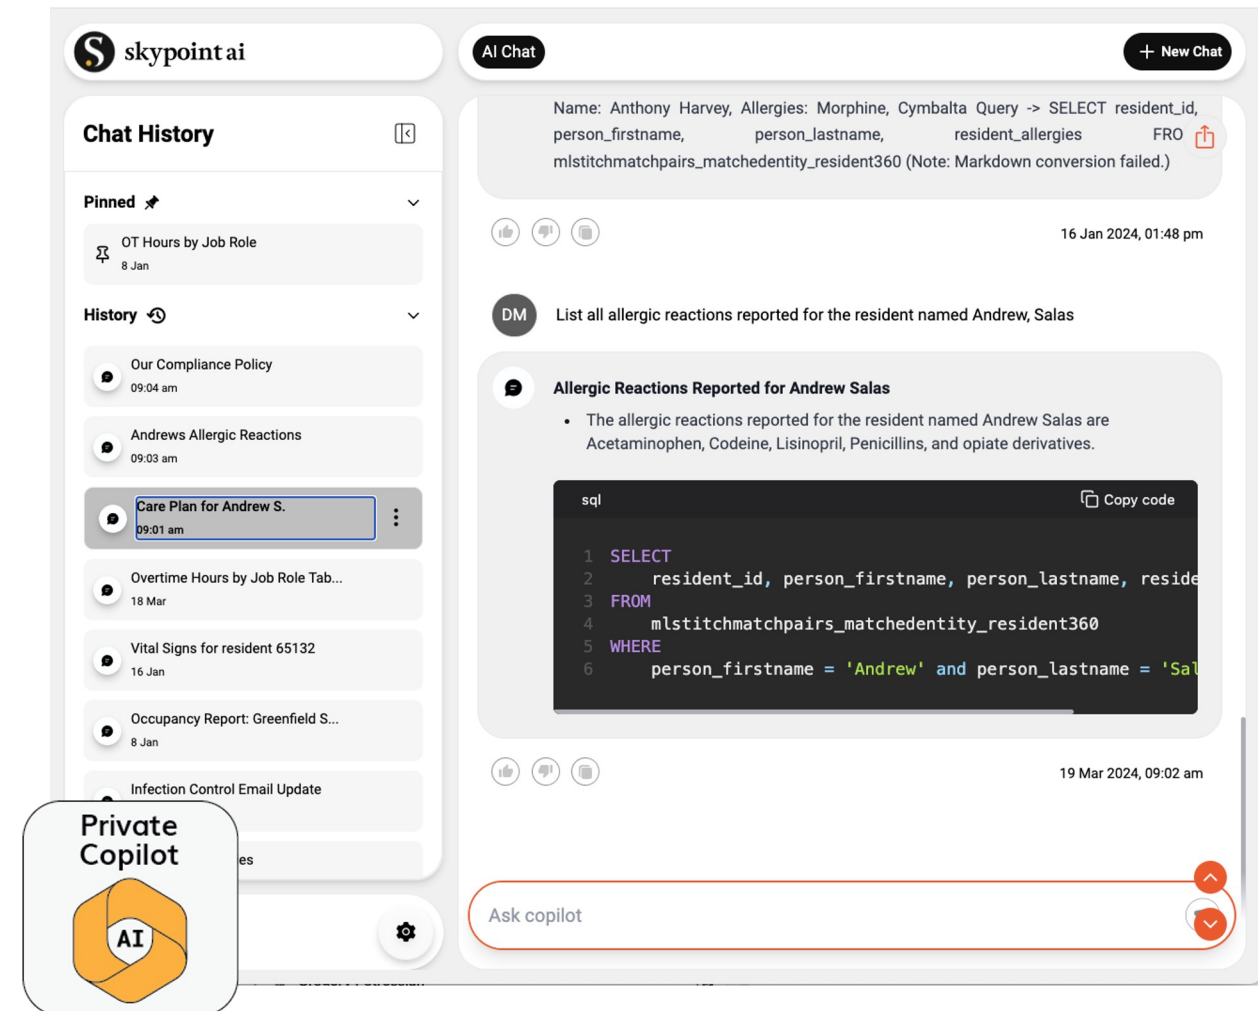 skypoint ai
AI Chat
+ New Chat
Chat History
Pinned
OT Hours by Job Role
8 Jan
History
Our Compliance Policy
09:04 am
Andrews Allergic Reactions
09:03 am
Care Plan for Andrew S.
09:01 am
Overtime Hours by Job Role Tab...
18 Mar
Vital Signs for resident 65132
16 Jan
Occupancy Report: Greenfield S...
8 Jan
Infection Control Email Update
es
Private
Copilot
AI
Name: Anthony Harvey, Allergies: Morphine, Cymbalta Query -> SELECT resident_id,
person_firstname, person_lastname, resident_allergies FRO
mlstitchmatchpairs_matchedentity_resident360 (Note: Markdown conversion failed.)
16 Jan 2024, 01:48 pm
DM
List all allergic reactions reported for the resident named Andrew, Salas
Allergic Reactions Reported for Andrew Salas
• The allergic reactions reported for the resident named Andrew Salas are
Acetaminophen, Codeine, Lisinopril, Penicillins, and opiate derivatives.
sql
Copy code
1 SELECT
2 resident_id, person_firstname, person_lastname, reside
3 FROM
4 mlstitchmatchpairs_matchedentity_resident360
5 WHERE
6 person_firstname = 'Andrew' and person_lastname = 'Sal
19 Mar 2024, 09:02 am
Ask copilot